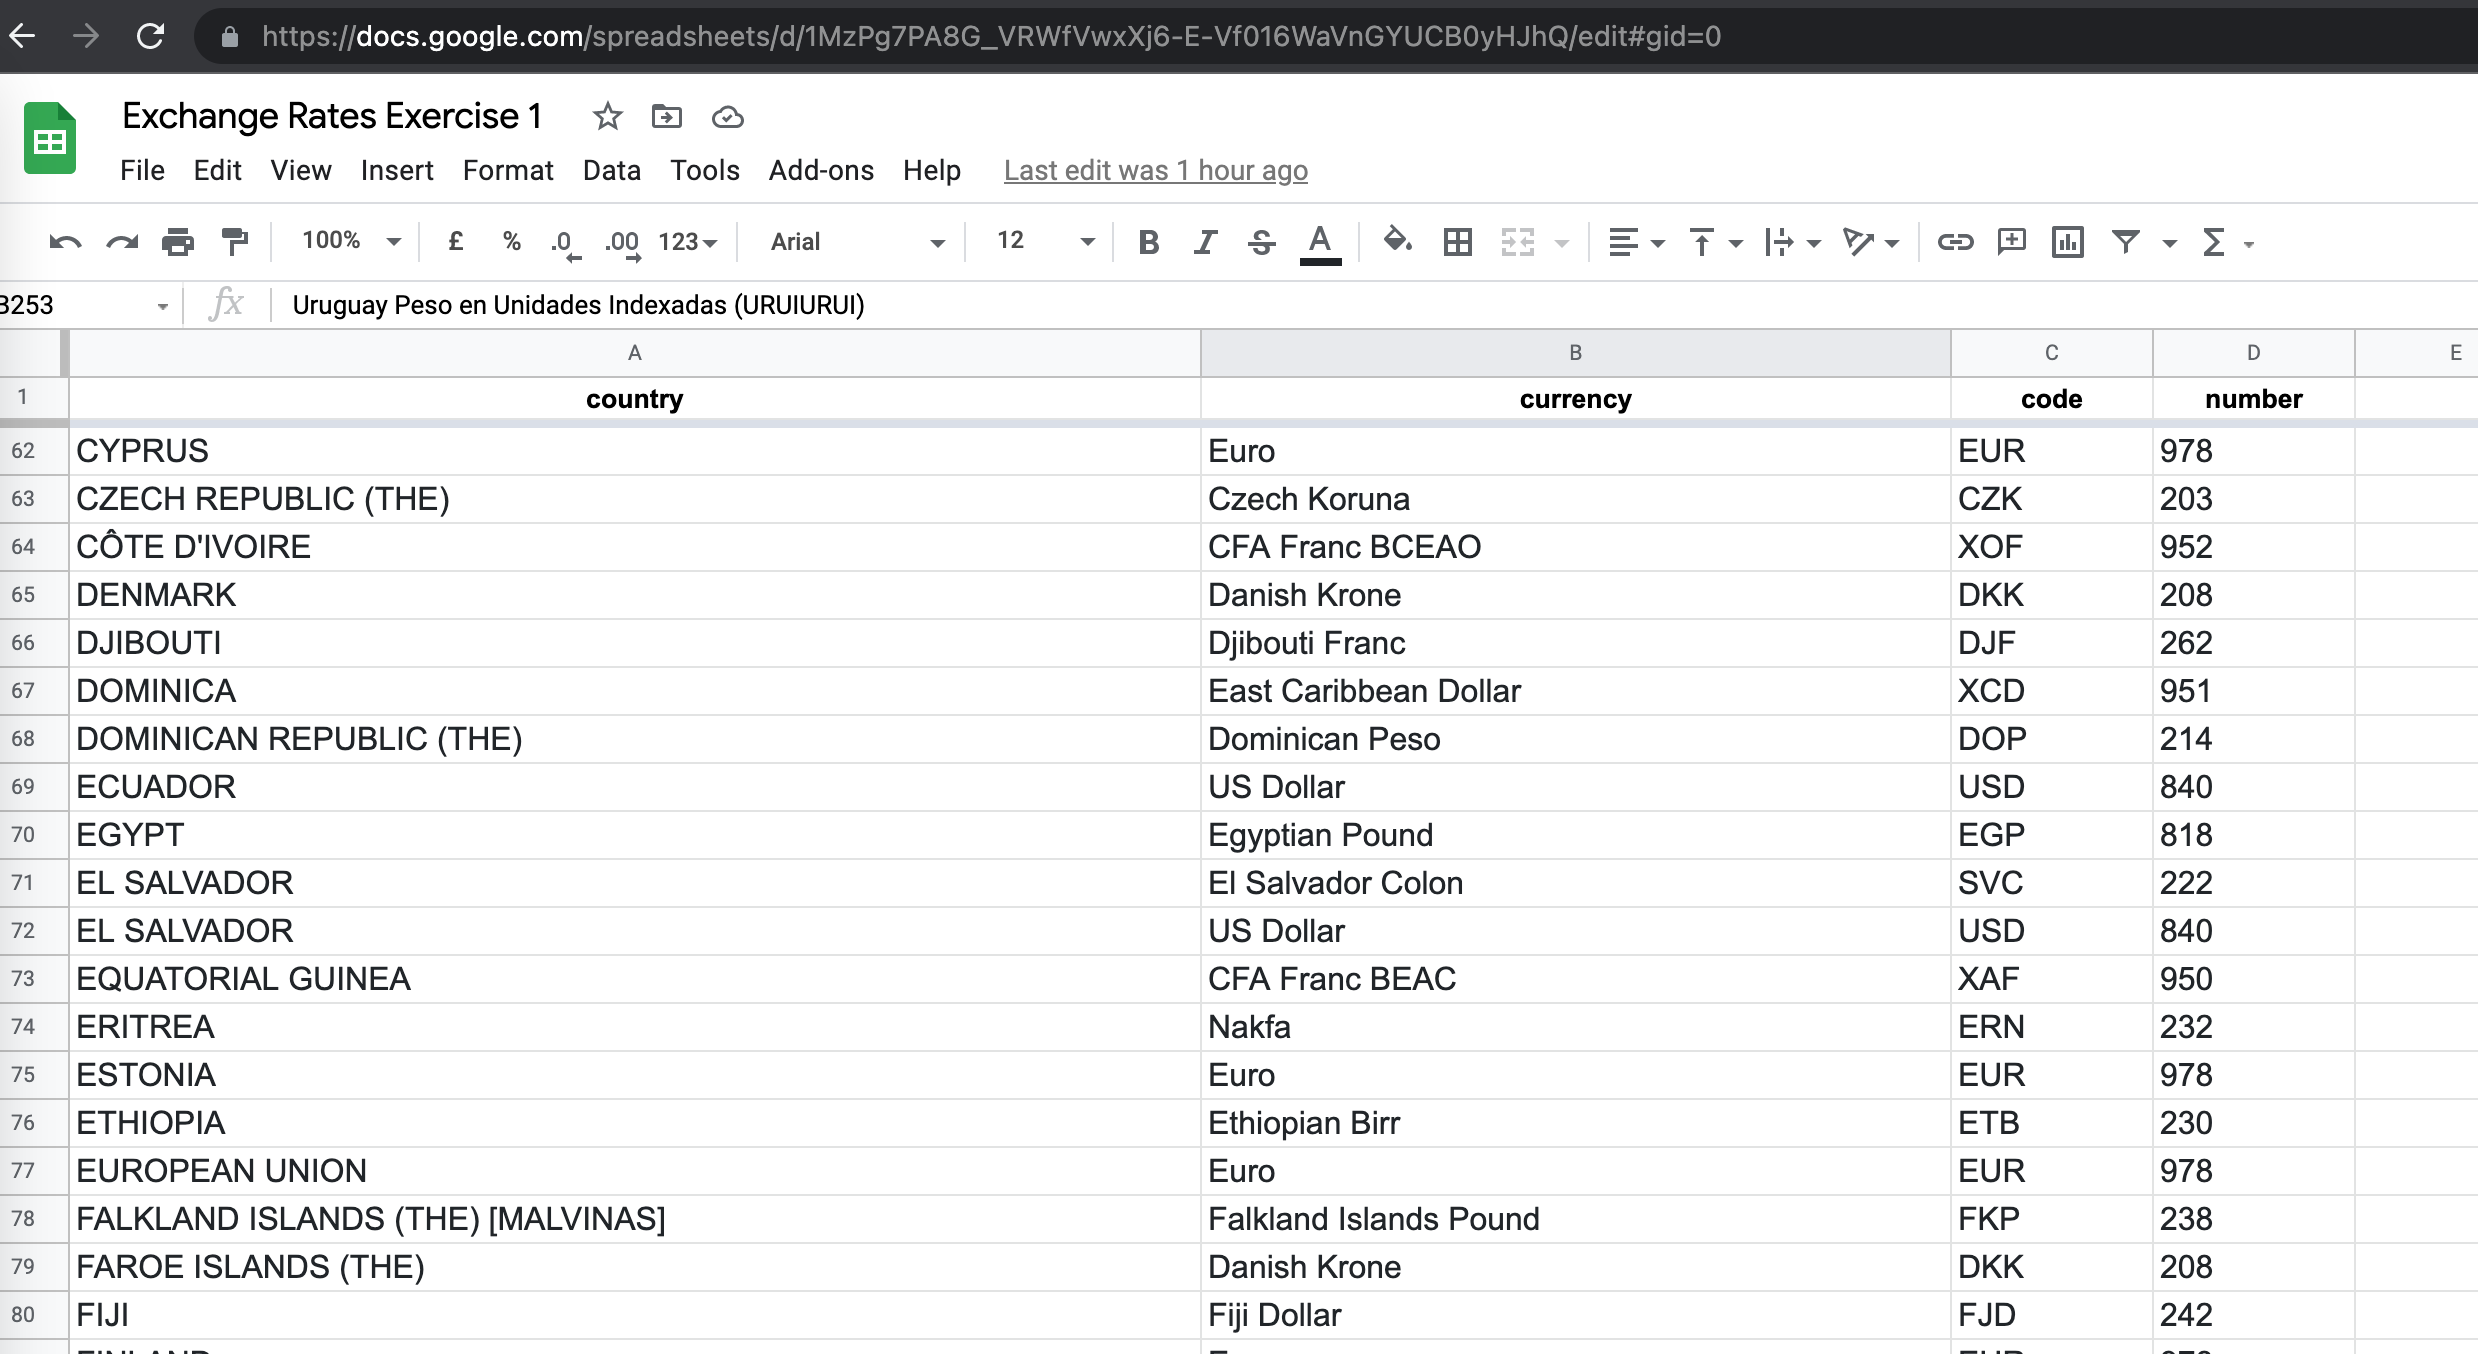 https://docs.google.com/spreadsheets/d/1MzPg7PA8G_VRWfVwxXj6-E-Vf016WaVnGYUCB0yHJhQ/edit#gid=0
Exchange Rates Exercise 1
File Edit View Insert Format Data Tools Add-ons Help Last edit was 1 hour ago
100% £ % .0 .00 123 Arial 12 B I S A Σ
B253 fx Uruguay Peso en Unidades Indexadas (URUIURUI)
A B C D E
1 country currency code number
62 CYPRUS Euro EUR 978
63 CZECH REPUBLIC (THE) Czech Koruna CZK 203
64 CÔTE D'IVOIRE CFA Franc BCEAO XOF 952
65 DENMARK Danish Krone DKK 208
66 DJIBOUTI Djibouti Franc DJF 262
67 DOMINICA East Caribbean Dollar XCD 951
68 DOMINICAN REPUBLIC (THE) Dominican Peso DOP 214
69 ECUADOR US Dollar USD 840
70 EGYPT Egyptian Pound EGP 818
71 EL SALVADOR El Salvador Colon SVC 222
72 EL SALVADOR US Dollar USD 840
73 EQUATORIAL GUINEA CFA Franc BEAC XAF 950
74 ERITREA Nakfa ERN 232
75 ESTONIA Euro EUR 978
76 ETHIOPIA Ethiopian Birr ETB 230
77 EUROPEAN UNION Euro EUR 978
78 FALKLAND ISLANDS (THE) [MALVINAS] Falkland Islands Pound FKP 238
79 FAROE ISLANDS (THE) Danish Krone DKK 208
80 FIJI Fiji Dollar FJD 242